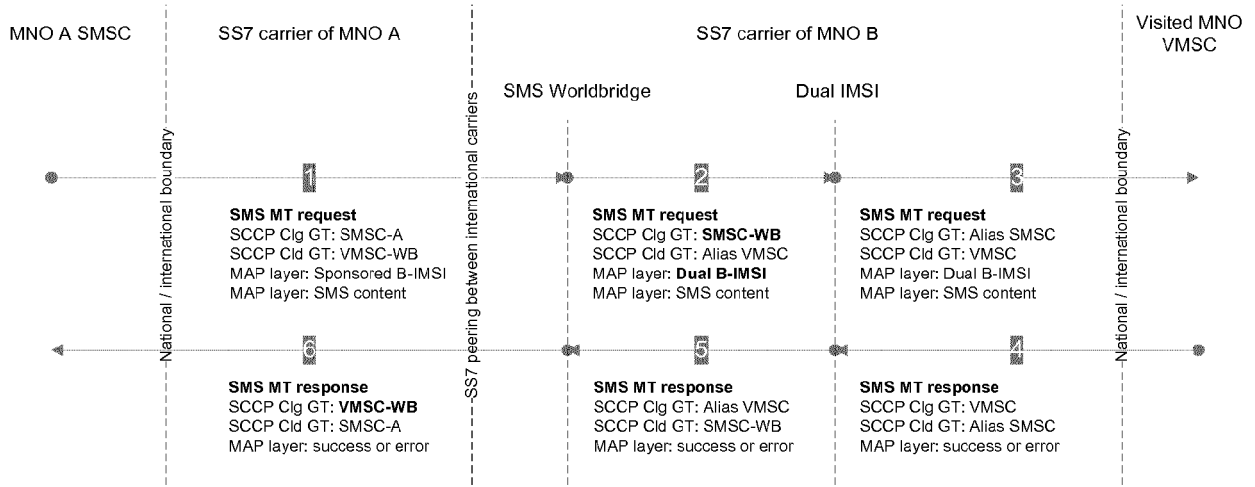 MNO A SMSC
SS7 carrier of MNO A
SS7 carrier of MNO B
Visited MNO
VMSC
SMS Worldbridge
Dual IMSI
National / international boundary
SS7 peering between international carriers
National / international boundary
1
2
3
SMS MT request
SCCP Clg GT: SMSC-A
SCCP Cld GT: VMSC-WB
MAP layer: Sponsored B-IMSI
MAP layer: SMS content
SMS MT request
SCCP Clg GT: SMSC-WB
SCCP Cld GT: Alias VMSC
MAP layer: Dual B-IMSI
MAP layer: SMS content
SMS MT request
SCCP Clg GT: Alias SMSC
SCCP Cld GT: VMSC
MAP layer: Dual B-IMSI
MAP layer: SMS content
6
5
4
SMS MT response
SCCP Clg GT: VMSC-WB
SCCP Cld GT: SMSC-A
MAP layer: success or error
SMS MT response
SCCP Clg GT: Alias VMSC
SCCP Cld GT: SMSC-WB
MAP layer: success or error
SMS MT response
SCCP Clg GT: VMSC
SCCP Cld GT: Alias SMSC
MAP layer: success or error